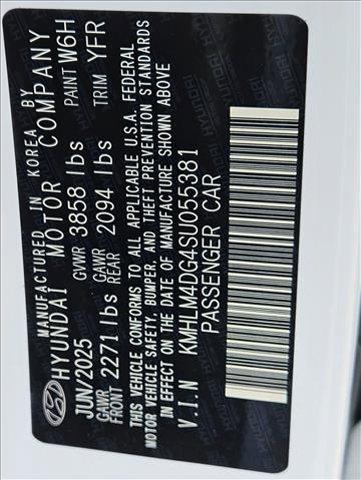 MANUFACTURED IN KOREA BY
HYUNDAI MOTOR COMPANY
JUN/2025 GVWR 3858 lbs PAINT W6H
GAWR FRONT 2271 lbs GAWR REAR 2094 lbs TRIM YFR
THIS VEHICLE CONFORMS TO ALL APPLICABLE U.S.A. FEDERAL
MOTOR VEHICLE SAFETY, BUMPER, AND THEFT PREVENTION STANDARDS
IN EFFECT ON THE DATE OF MANUFACTURE SHOWN ABOVE
V.I.N KMHLM4DG4SU055381
PASSENGER CAR